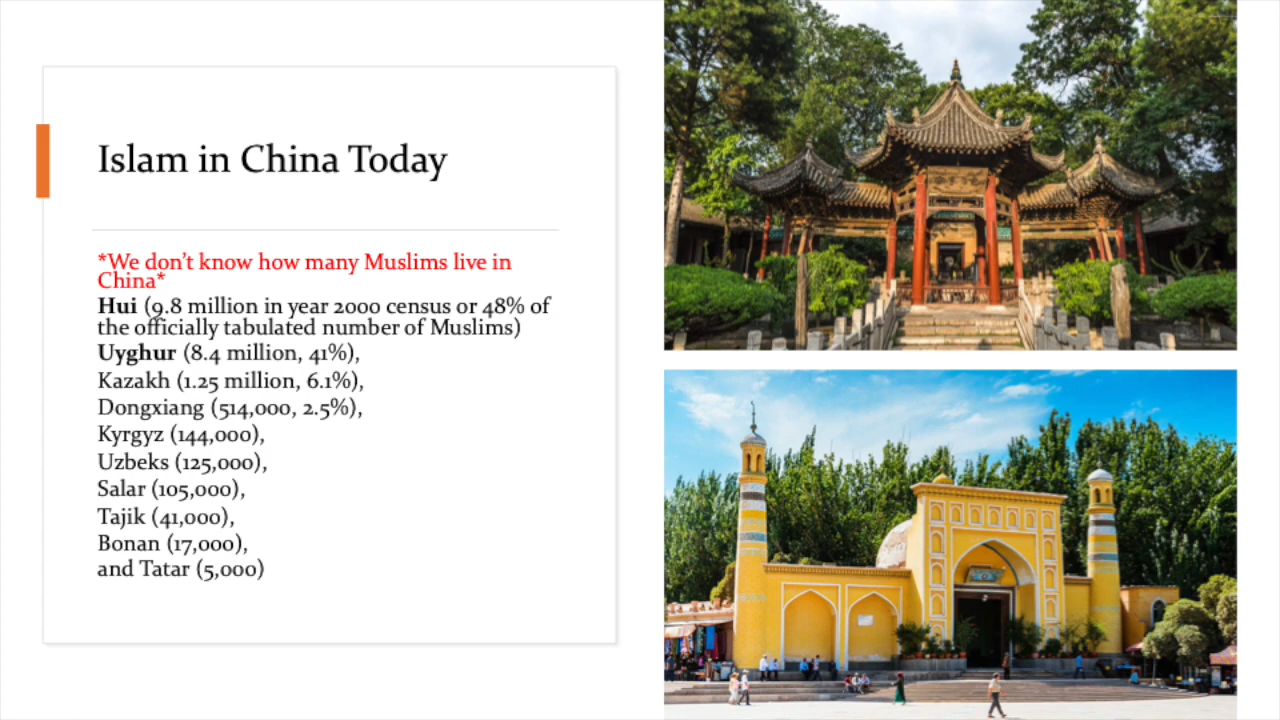 Islam in China Today
*We don’t know how many Muslims live in
China*
Hui (9.8 million in year 2000 census or 48% of
the officially tabulated number of Muslims)
Uyghur (8.4 million, 41%),
Kazakh (1.25 million, 6.1%),
Dongxiang (514,000, 2.5%),
Kyrgyz (144,000),
Uzbeks (125,000),
Salar (105,000),
Tajik (41,000),
Bonan (17,000),
and Tatar (5,000)